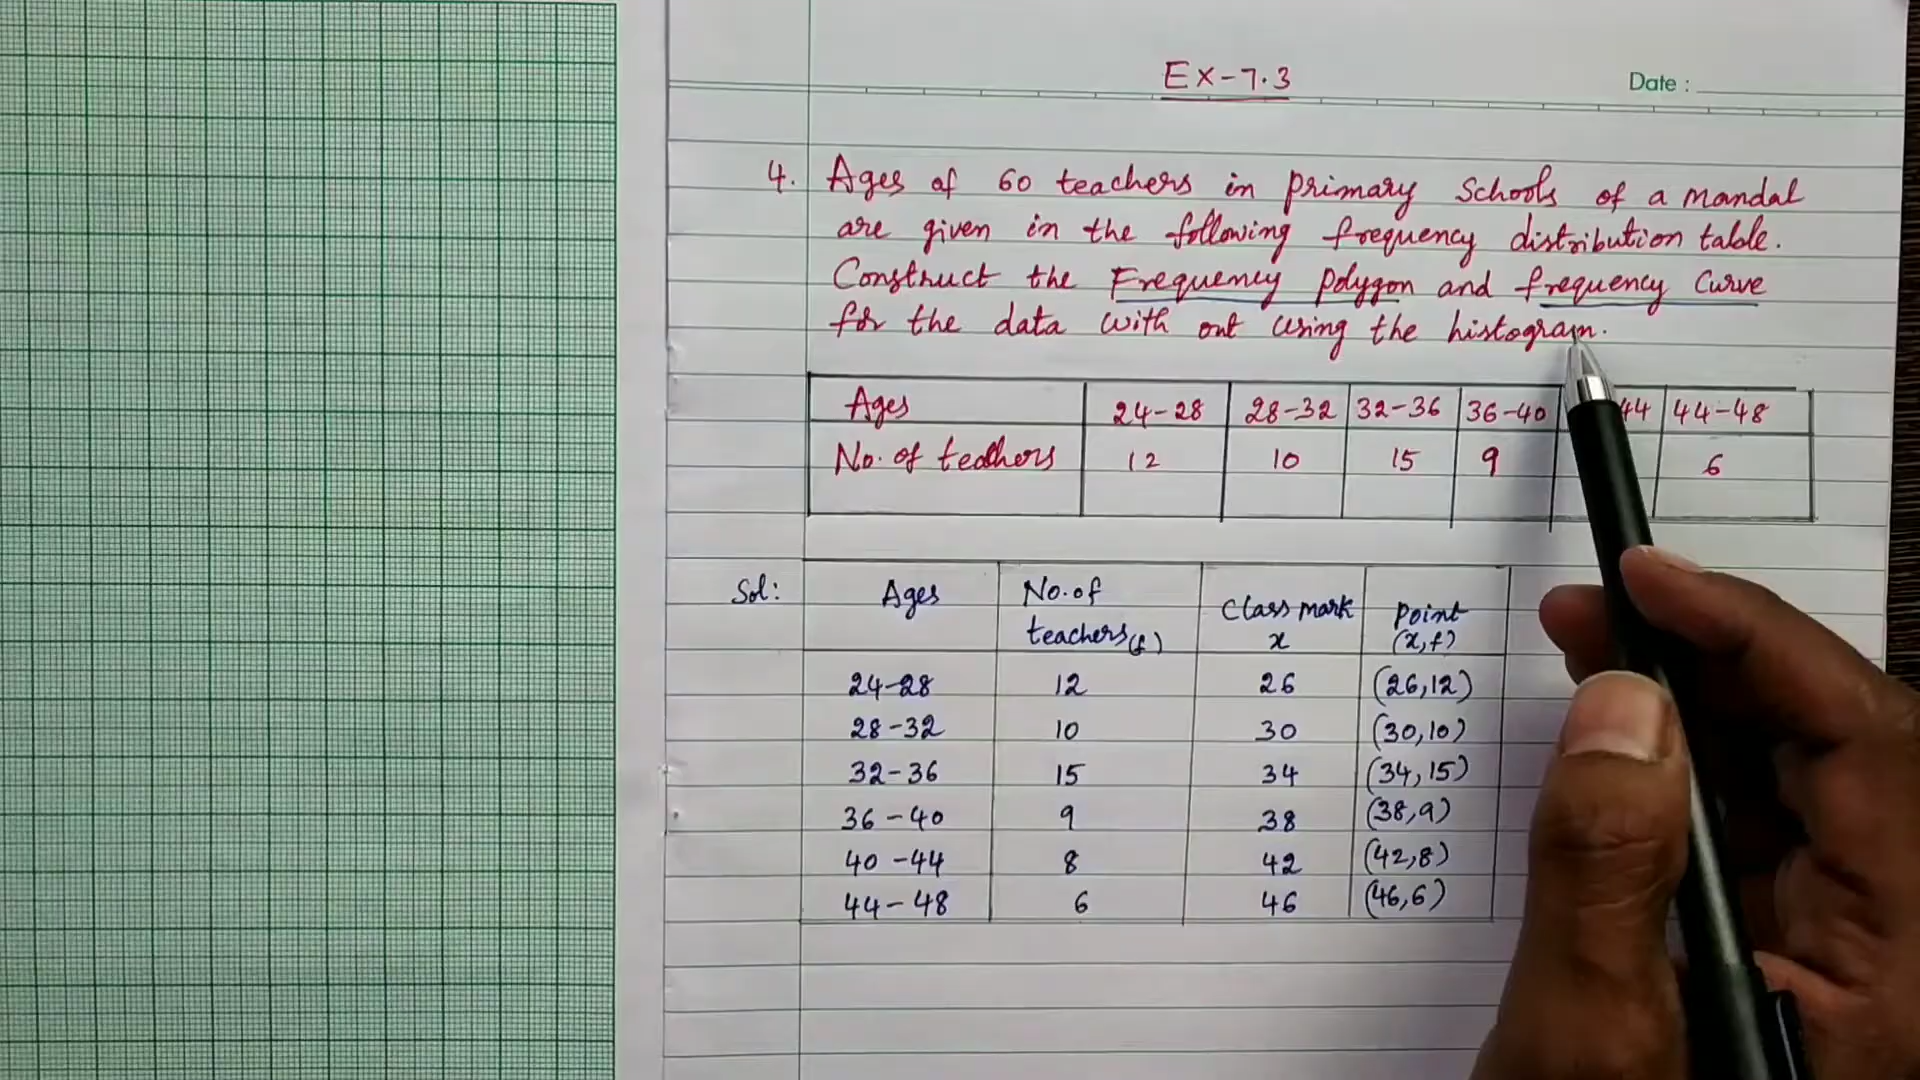 Ex-7.3
Date :
4. Ages of 60 teachers in primary schools of a mandal
are given in the following frequency distribution table.
Construct the Frequency polygon and frequency curve
for the data with out using the histogram.
Ages 24-28 28-32 32-36 36-40 44 44-48
No. of teachers 12 10 15 9 6
Sol: Ages No. of teachers (f) Class mark x Point (x,f)
24-28 12 26 (26,12)
28-32 10 30 (30,10)
32-36 15 34 (34,15)
36-40 9 38 (38,9)
40-44 8 42 (42,8)
44-48 6 46 (46,6)